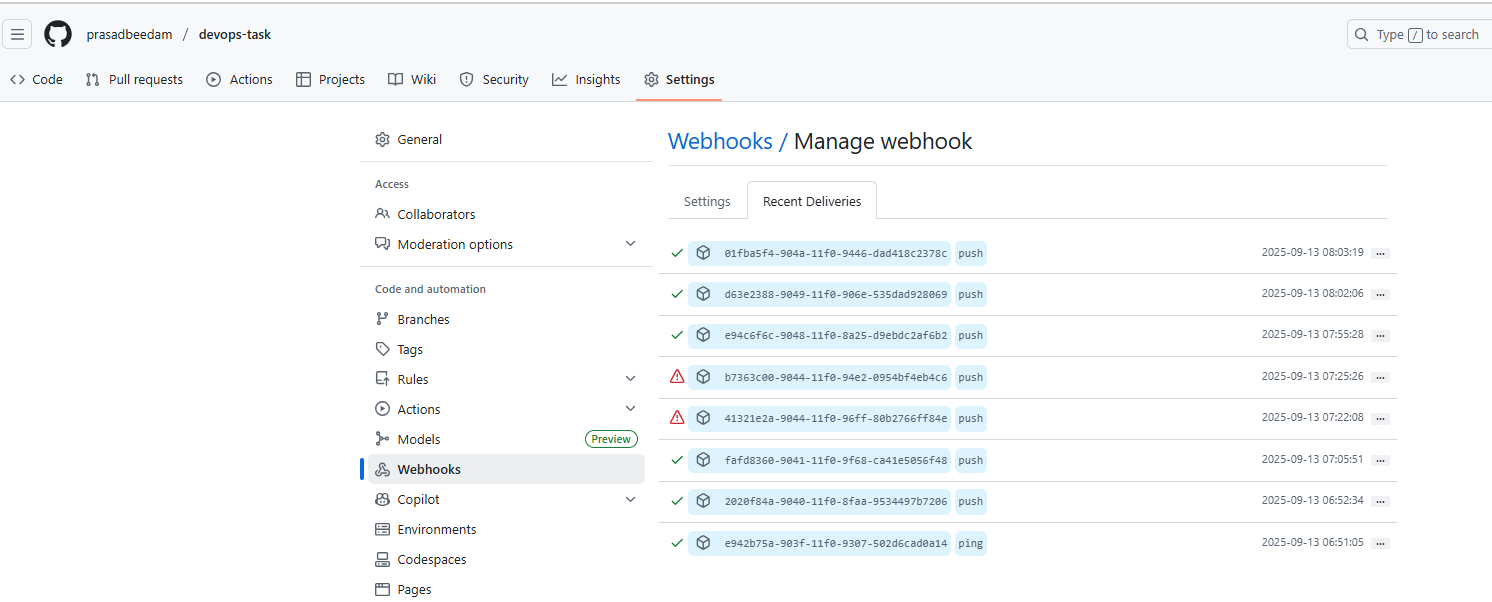 prasadbeedam / devops-task
Type / to search
Code Pull requests Actions Projects Wiki Security Insights Settings
General
Access
Collaborators
Moderation options
Code and automation
Branches
Tags
Rules
Actions
Models Preview
Webhooks
Copilot
Environments
Codespaces
Pages
Webhooks / Manage webhook
Settings Recent Deliveries
01fba5f4-904a-11f0-9446-dad418c2378c push 2025-09-13 08:03:19 ...
d63e2388-9049-11f0-906e-535dad928069 push 2025-09-13 08:02:06 ...
e94c6f6c-9048-11f0-8a25-d9ebdc2af6b2 push 2025-09-13 07:55:28 ...
b7363c00-9044-11f0-94e2-0954bf4eb4c6 push 2025-09-13 07:25:26 ...
41321e2a-9044-11f0-96ff-80b2766ff84e push 2025-09-13 07:22:08 ...
fafd8360-9041-11f0-9f68-ca41e5056f48 push 2025-09-13 07:05:51 ...
2020f84a-9040-11f0-8faa-9534497b7206 push 2025-09-13 06:52:34 ...
e942b75a-903f-11f0-9307-502d6cad0a14 ping 2025-09-13 06:51:05 ...